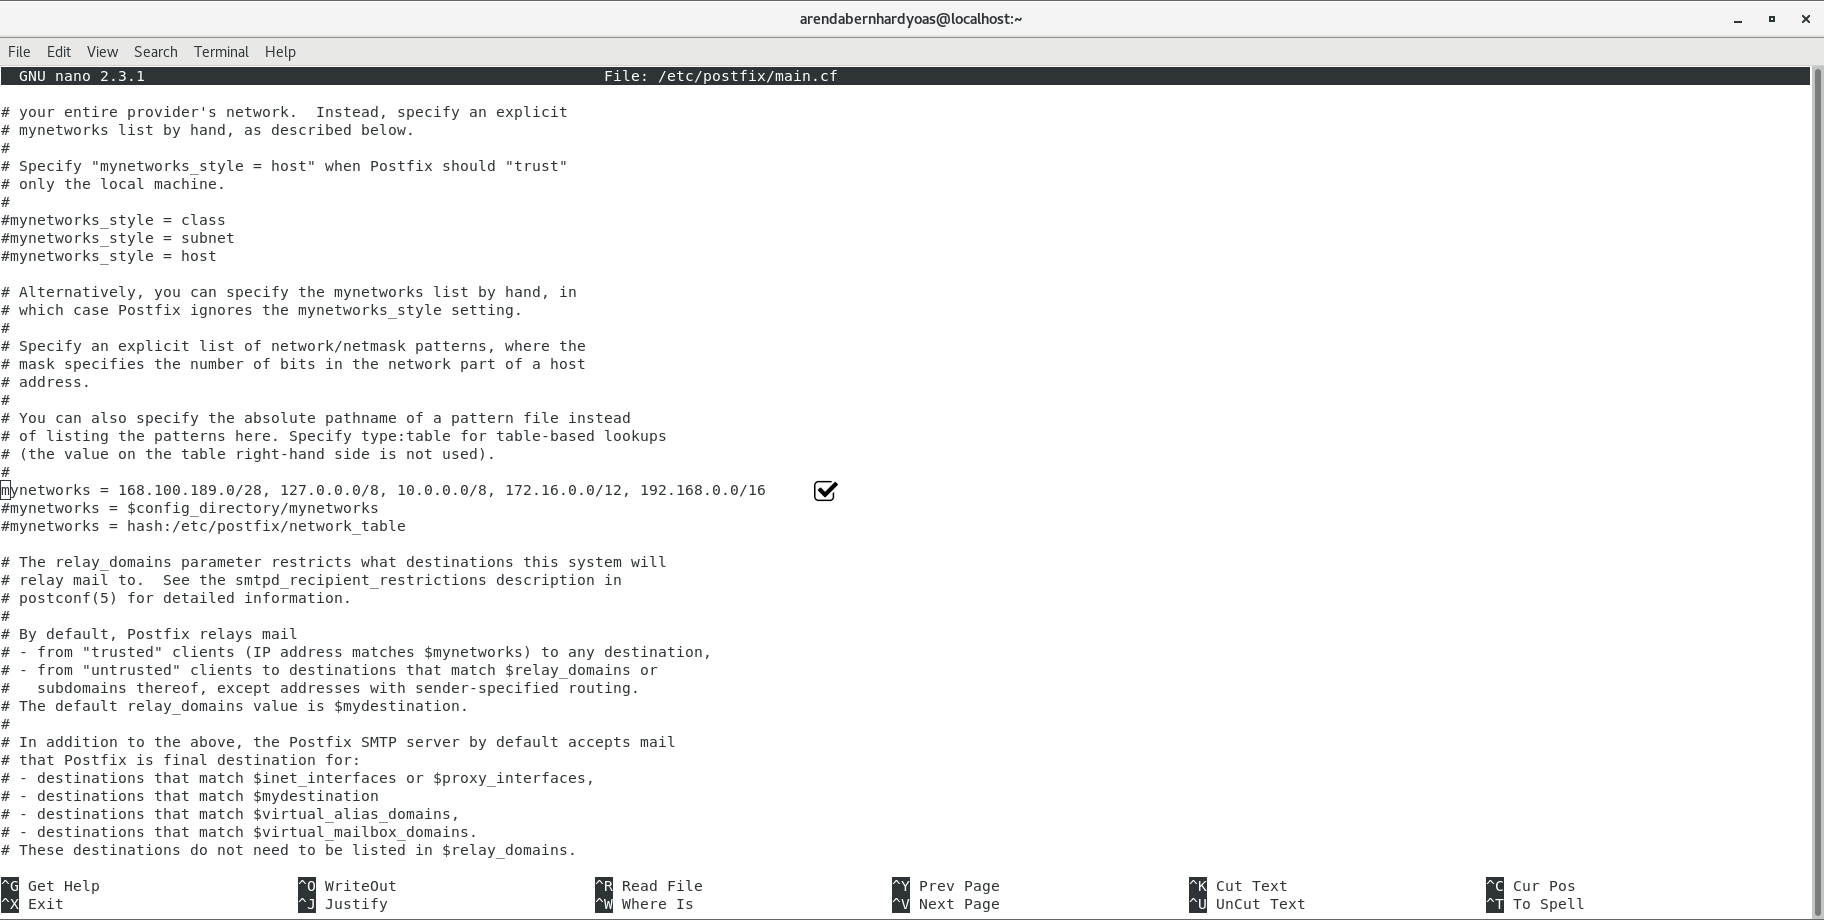 arendabernhardyoas@localhost:~
File Edit View Search Terminal Help
GNU nano 2.3.1 File: /etc/postfix/main.cf
# your entire provider's network.  Instead, specify an explicit
# mynetworks list by hand, as described below.
#
# Specify "mynetworks_style = host" when Postfix should "trust"
# only the local machine.
#
#mynetworks_style = class
#mynetworks_style = subnet
#mynetworks_style = host
# Alternatively, you can specify the mynetworks list by hand, in
# which case Postfix ignores the mynetworks_style setting.
#
# Specify an explicit list of network/netmask patterns, where the
# mask specifies the number of bits in the network part of a host
# address.
#
# You can also specify the absolute pathname of a pattern file instead
# of listing the patterns here. Specify type:table for table-based lookups
# (the value on the table right-hand side is not used).
#
mynetworks = 168.100.189.0/28, 127.0.0.0/8, 10.0.0.0/8, 172.16.0.0/12, 192.168.0.0/16
#mynetworks = $config_directory/mynetworks
#mynetworks = hash:/etc/postfix/network_table
# The relay_domains parameter restricts what destinations this system will
# relay mail to.  See the smtpd_recipient_restrictions description in
# postconf(5) for detailed information.
#
# By default, Postfix relays mail
# - from "trusted" clients (IP address matches $mynetworks) to any destination,
# - from "untrusted" clients to destinations that match $relay_domains or
#   subdomains thereof, except addresses with sender-specified routing.
# The default relay_domains value is $mydestination.
#
# In addition to the above, the Postfix SMTP server by default accepts mail
# that Postfix is final destination for:
# - destinations that match $inet_interfaces or $proxy_interfaces,
# - destinations that match $mydestination
# - destinations that match $virtual_alias_domains,
# - destinations that match $virtual_mailbox_domains.
# These destinations do not need to be listed in $relay_domains.
^G Get Help ^O WriteOut ^R Read File ^Y Prev Page ^K Cut Text ^C Cur Pos
^X Exit ^J Justify ^W Where Is ^V Next Page ^U UnCut Text ^T To Spell